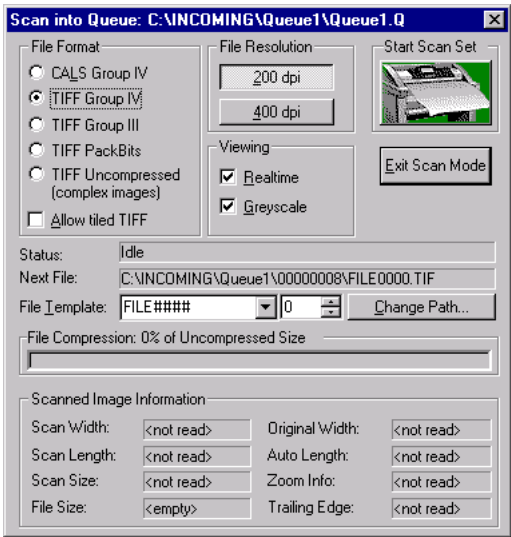 Scan into Queue: C:\INCOMING\Queue1\Queue1.Q
File Format
CALS Group IV
TIFF Group IV
TIFF Group III
TIFF PackBits
TIFF Uncompressed
(complex images)
Allow tiled TIFF
File Resolution
200 dpi
400 dpi
Viewing
Realtime
Greyscale
Start Scan Set
Exit Scan Mode
Status: Idle
Next File: C:\INCOMING\Queue1\00000008\FILE0000.TIF
File Template: FILE#### 0 Change Path...
File Compression: 0% of Uncompressed Size
Scanned Image Information
Scan Width: <not read> Original Width: <not read>
Scan Length: <not read> Auto Length: <not read>
Scan Size: <not read> Zoom Info: <not read>
File Size: <empty> Trailing Edge: <not read>